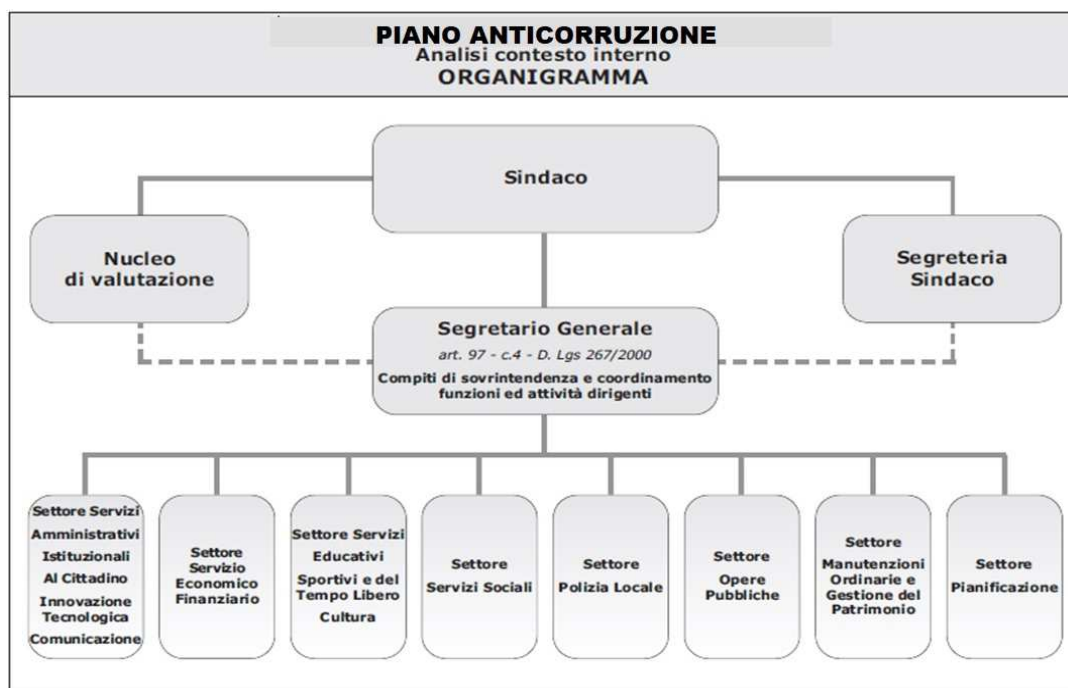 PIANO ANTICORRUZIONE
Analisi contesto interno
ORGANIGRAMMA
Sindaco
Nucleo
di valutazione
Segreteria
Sindaco
Segretario Generale
art. 97 - c.4 - D. Lgs 267/2000
Compiti di sovrintendenza e coordinamento
funzioni ed attività dirigenti
Settore Servizi
Amministrativi
Istituzionali
Al Cittadino
Innovazione
Tecnologica
Comunicazione
Settore
Servizio
Economico
Finanziario
Settore Servizi
Educativi
Sportivi e del
Tempo Libero
Cultura
Settore
Servizi Sociali
Settore
Polizia Locale
Settore
Opere
Pubbliche
Settore
Manutenzioni
Ordinarie e
Gestione del
Patrimonio
Settore
Pianificazione